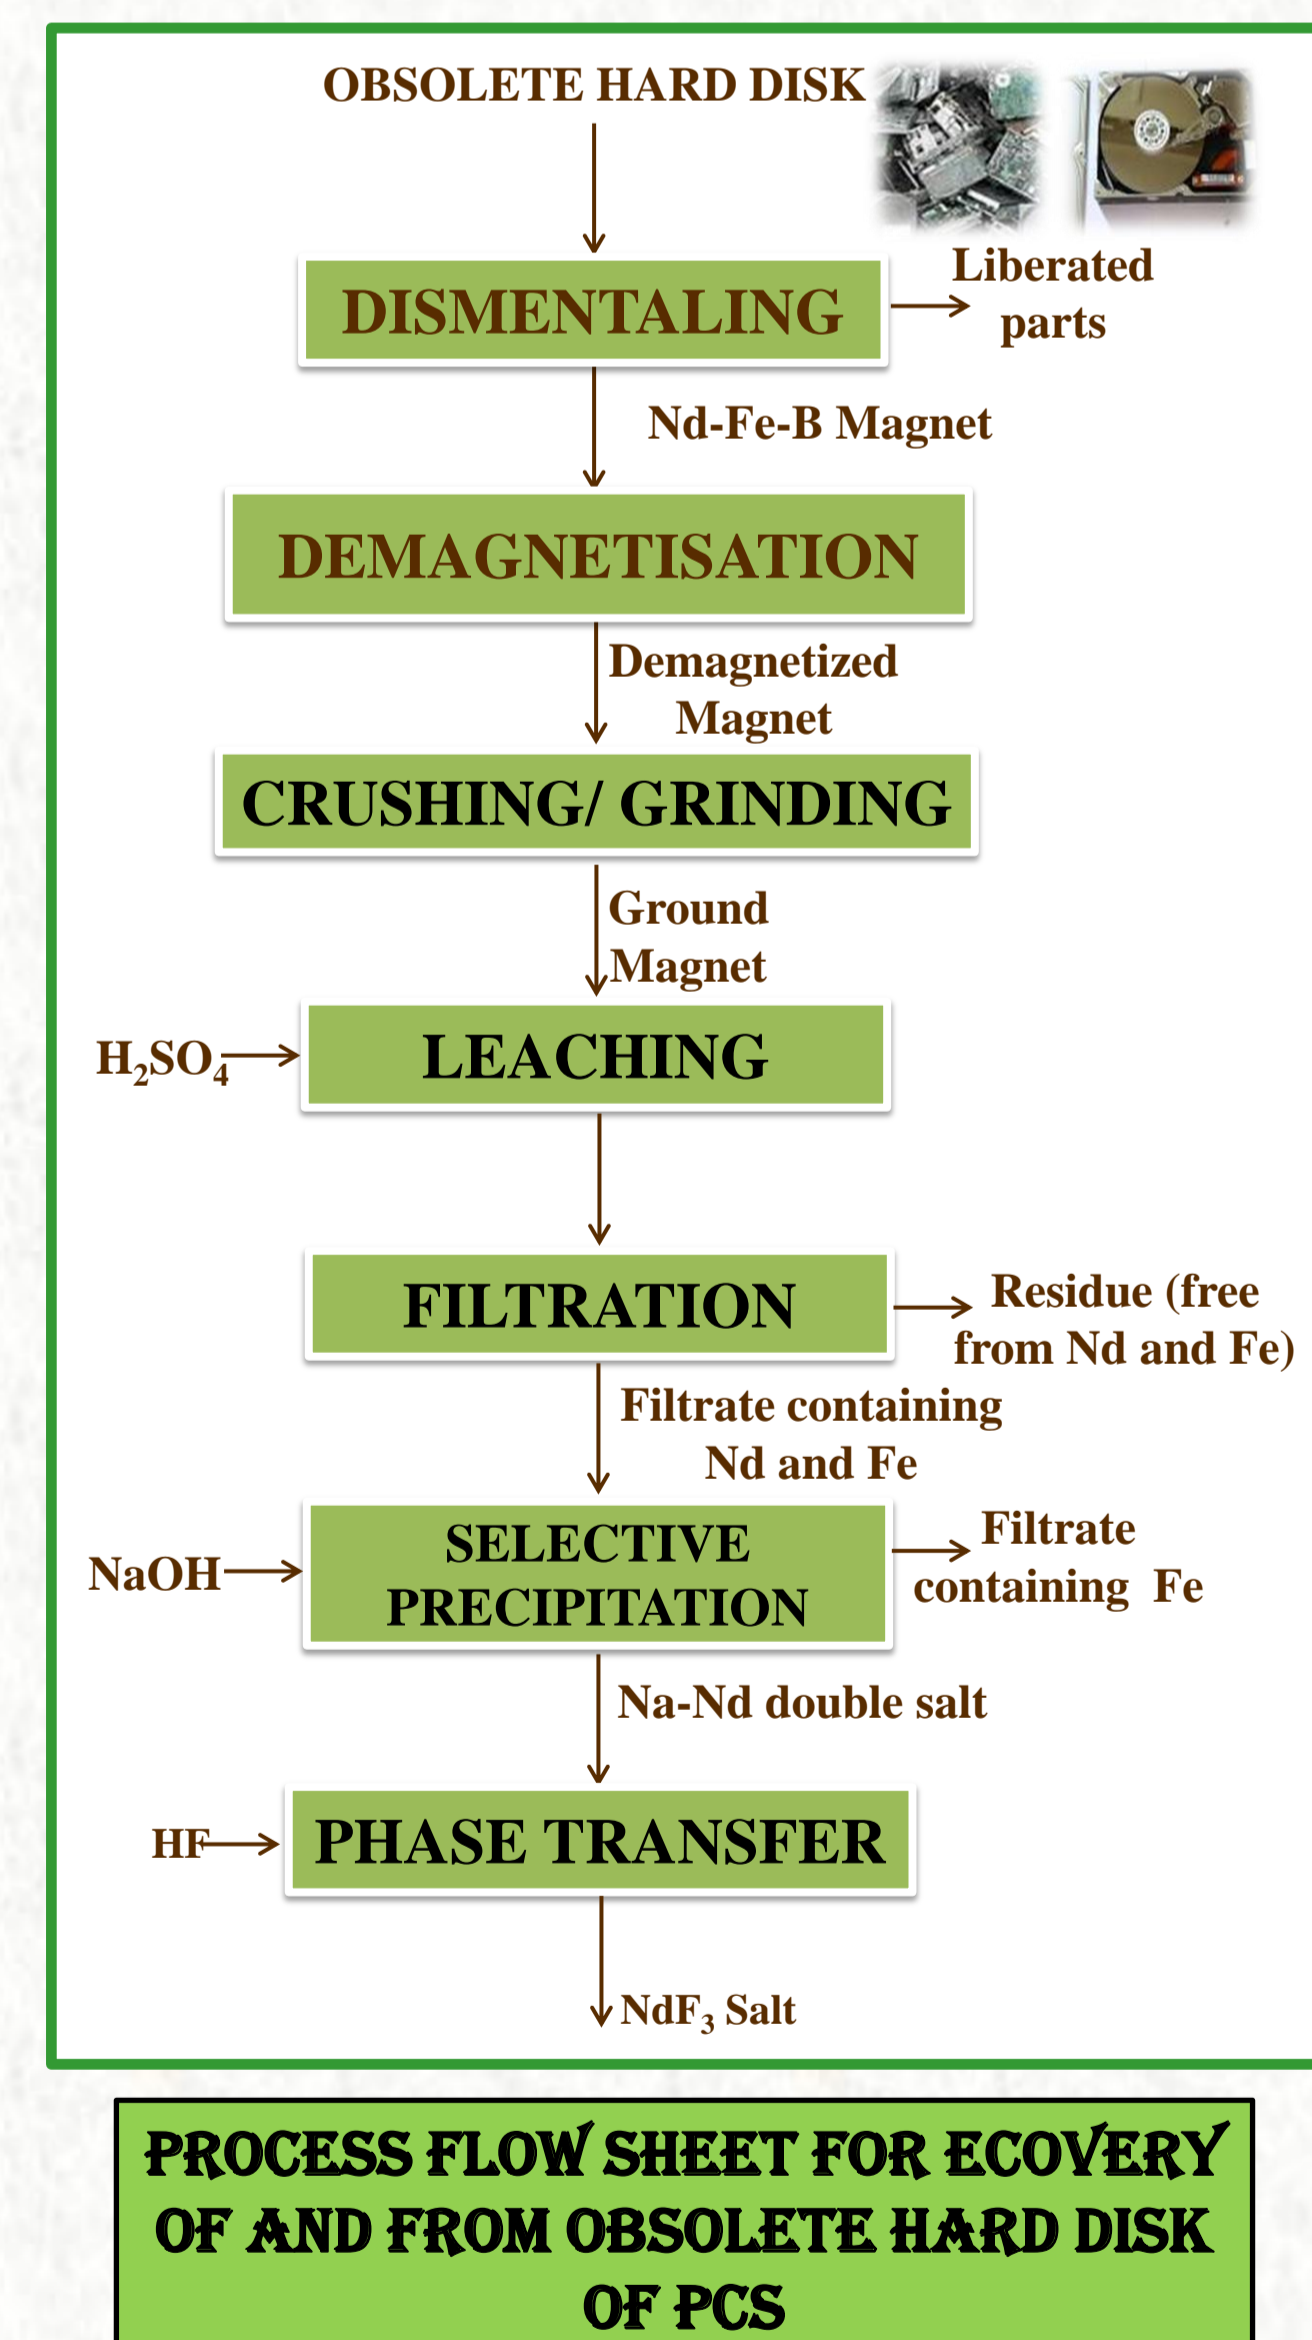 OBSOLETE HARD DISK
DISMENTALING
Liberated
parts
Nd-Fe-B Magnet
DEMAGNETISATION
Demagnetized
Magnet
CRUSHING/ GRINDING
Ground
Magnet
H₂SO₄
LEACHING
FILTRATION
Residue (free
from Nd and Fe)
Filtrate containing
Nd and Fe
NaOH
SELECTIVE
PRECIPITATION
Filtrate
containing Fe
Na-Nd double salt
HF
PHASE TRANSFER
NdF₃ Salt
PROCESS FLOW SHEET FOR ECOVERY
OF AND FROM OBSOLETE HARD DISK
OF PCS